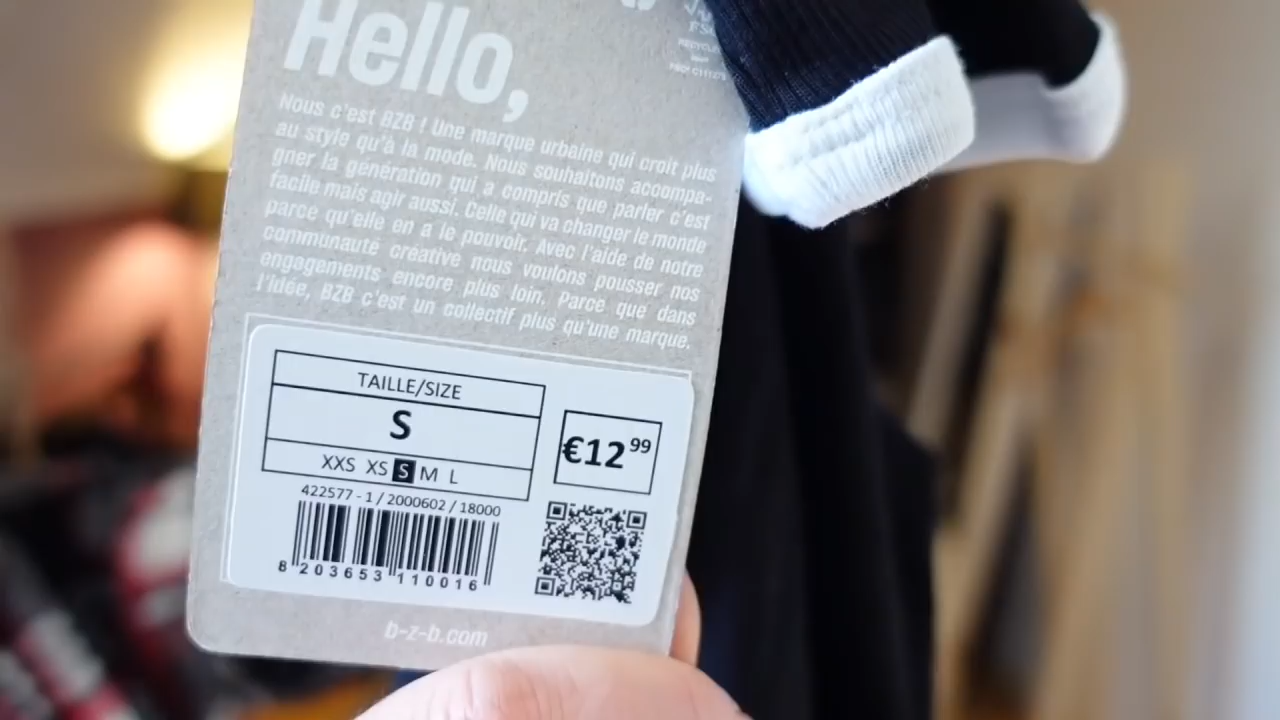 Hello,
Nous c'est BZB ! Une marque urbaine qui croit plus
au style qu'à la mode. Nous souhaitons accompa-
gner la génération qui a compris que parler c'est
facile mais agir aussi. Celle qui va changer le monde
parce qu'elle en a le pouvoir. Avec l'aide de notre
communauté créative nous voulons pousser nos
engagements encore plus loin. Parce que dans
l'idée, BZB c'est un collectif plus qu'une marque.
TAILLE/SIZE
S
XXS XS S M L
€12⁹⁹
422577 - 1 / 2000602 / 18000
8 203653 110016
b-z-b.com